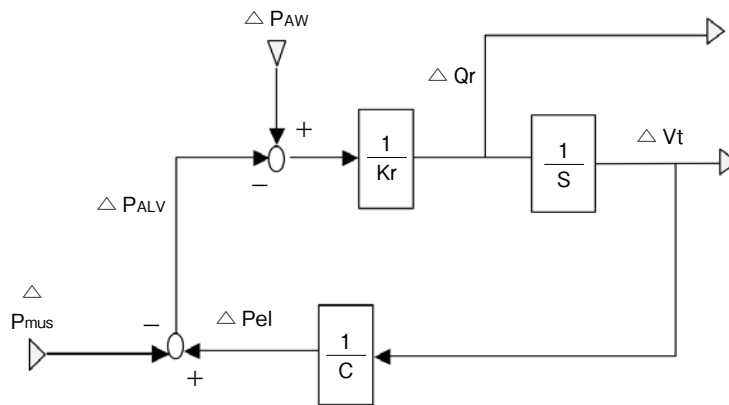 △ PAW
△ Qr
+
1
Kr
1
S
△ Vt
−
△ PALV
△
Pmus
−
△ Pel
+
1
C